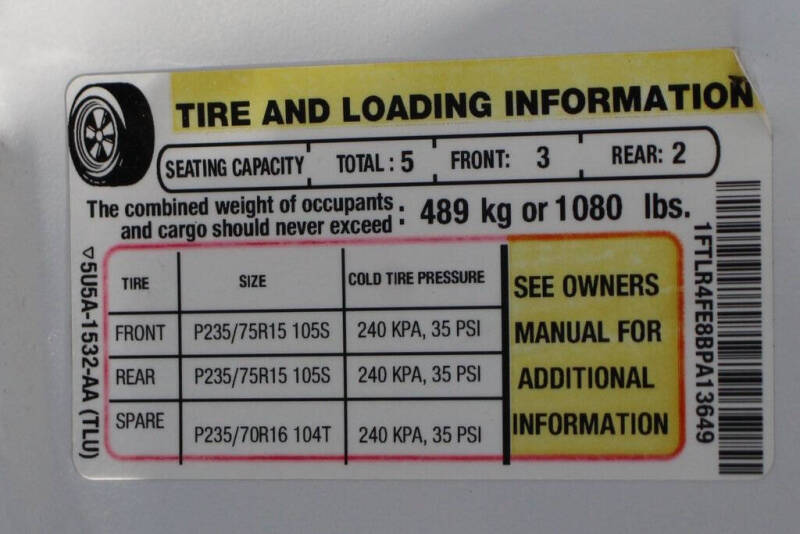 TIRE AND LOADING INFORMATION
SEATING CAPACITY TOTAL : 5 FRONT: 3 REAR: 2
The combined weight of occupants
and cargo should never exceed : 489 kg or 1080 lbs.
TIRE SIZE COLD TIRE PRESSURE
FRONT P235/75R15 105S 240 KPA, 35 PSI
REAR P235/75R15 105S 240 KPA, 35 PSI
SPARE P235/70R16 104T 240 KPA, 35 PSI
SEE OWNERS
MANUAL FOR
ADDITIONAL
INFORMATION
5U5A-1532-AA (TLU)
1FTLR4FE8BPA13649